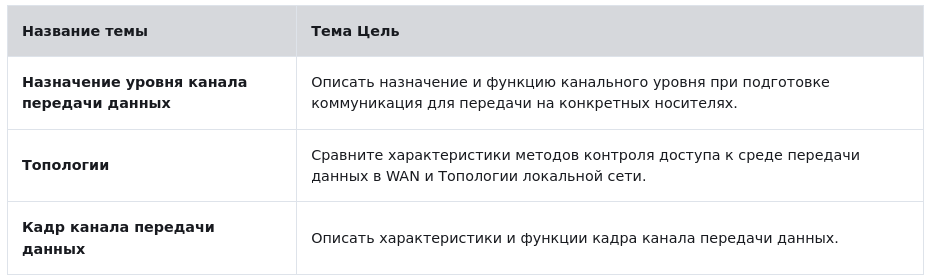 Название темы
Тема Цель
Назначение уровня канала
передачи данных
Описать назначение и функцию канального уровня при подготовке
коммуникация для передачи на конкретных носителях.
Топологии
Сравните характеристики методов контроля доступа к среде передачи
данных в WAN и Топологии локальной сети.
Кадр канала передачи
данных
Описать характеристики и функции кадра канала передачи данных.